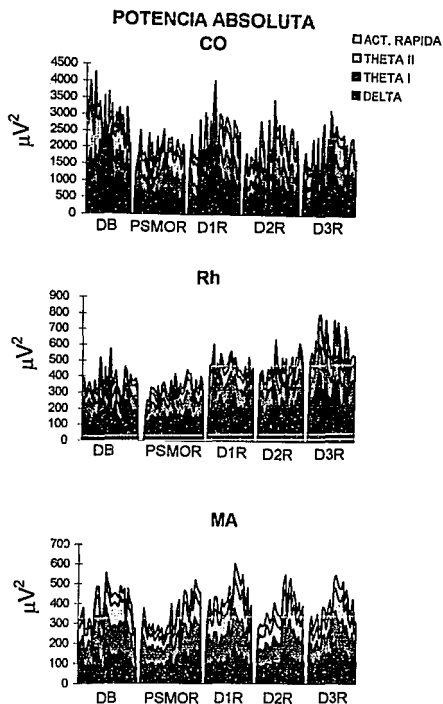 POTENCIA ABSOLUTA
CO
ACT. RAPIDA
THETA II
THETA I
DELTA
4500
4000
3500
3000
2500
2000
1500
1000
500
0
μV²
DB PSMOR D1R D2R D3R
Rh
900
800
700
600
500
400
300
200
100
0
μV²
DB PSMOR D1R D2R D3R
MA
700
600
500
400
300
200
100
0
μV²
DB PSMOR D1R D2R D3R